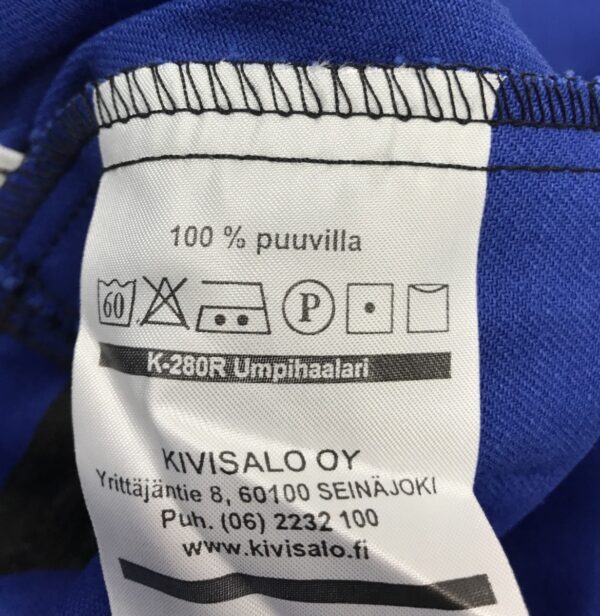 100 % puuvilla
60 P
K-280R Umpihaalari
KIVISALO OY
Yrittäjäntie 8, 60100 SEINÄJOKI
Puh. (06) 2232 100
www.kivisalo.fi